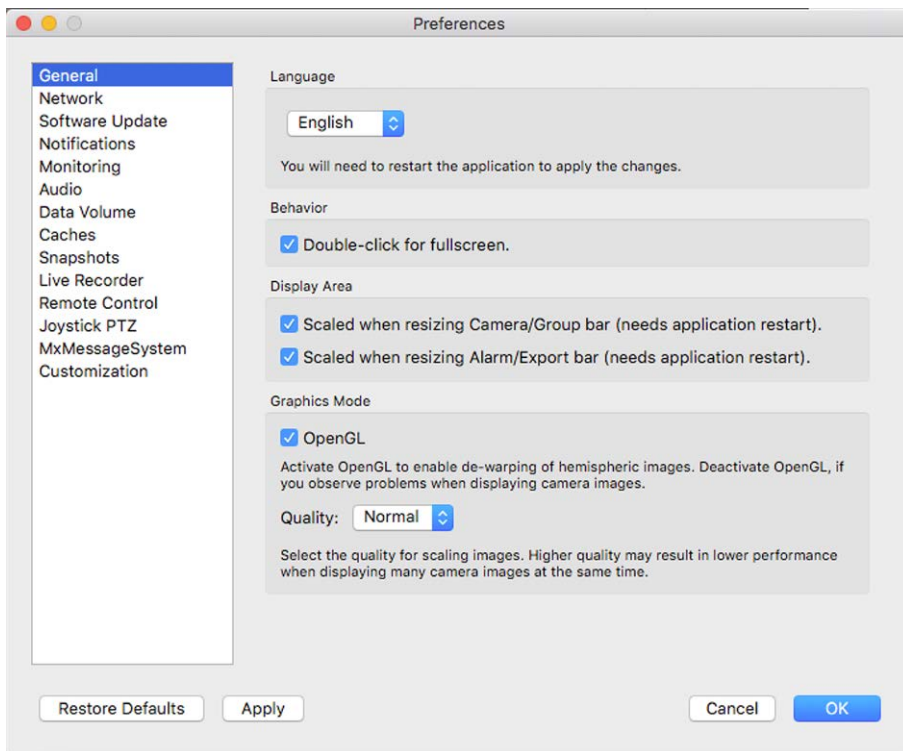 Preferences
General
Network
Software Update
Notifications
Monitoring
Audio
Data Volume
Caches
Snapshots
Live Recorder
Remote Control
Joystick PTZ
MxMessageSystem
Customization
Language
English
You will need to restart the application to apply the changes.
Behavior
Double-click for fullscreen.
Display Area
Scaled when resizing Camera/Group bar (needs application restart).
Scaled when resizing Alarm/Export bar (needs application restart).
Graphics Mode
OpenGL
Activate OpenGL to enable de-warping of hemispheric images. Deactivate OpenGL, if
you observe problems when displaying camera images.
Quality: Normal
Select the quality for scaling images. Higher quality may result in lower performance
when displaying many camera images at the same time.
Restore Defaults Apply Cancel OK